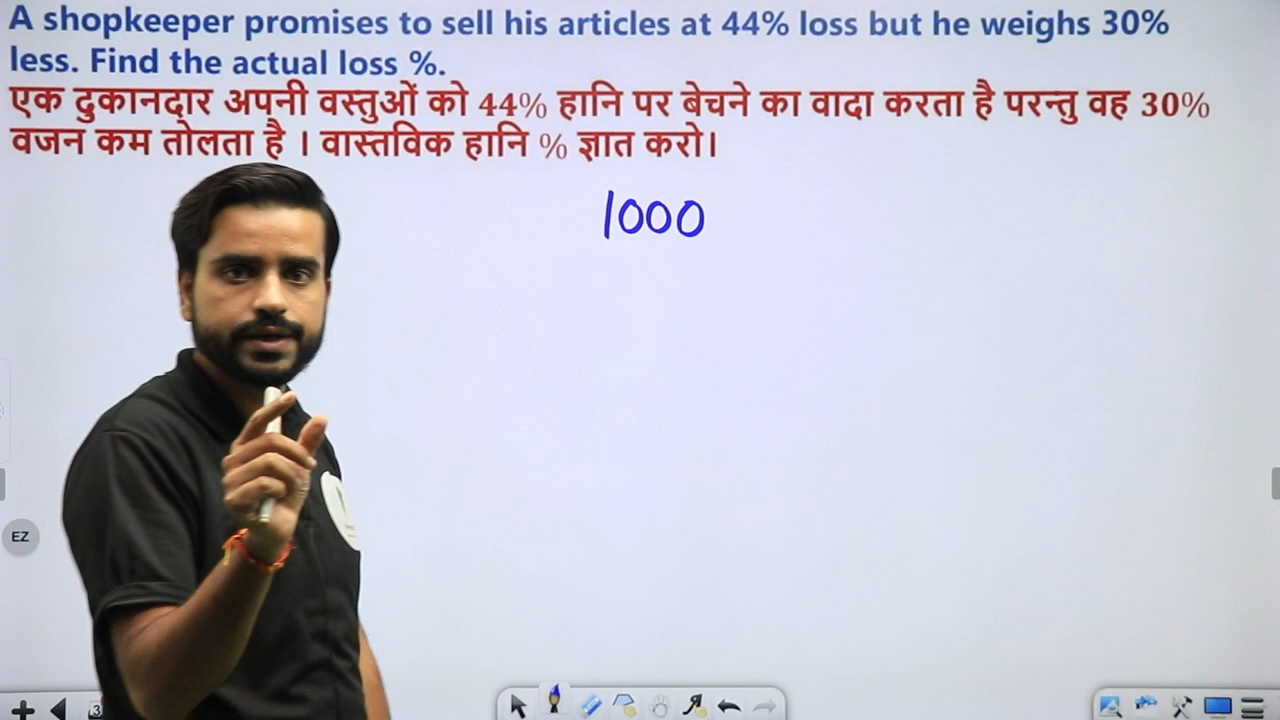 A shopkeeper promises to sell his articles at 44% loss but he weighs 30%
less. Find the actual loss %.
एक दुकानदार अपनी वस्तुओं को 44% हानि पर बेचने का वादा करता है परन्तु वह 30%
वजन कम तोलता है । वास्तविक हानि % ज्ञात करो।
1000
EZ
3